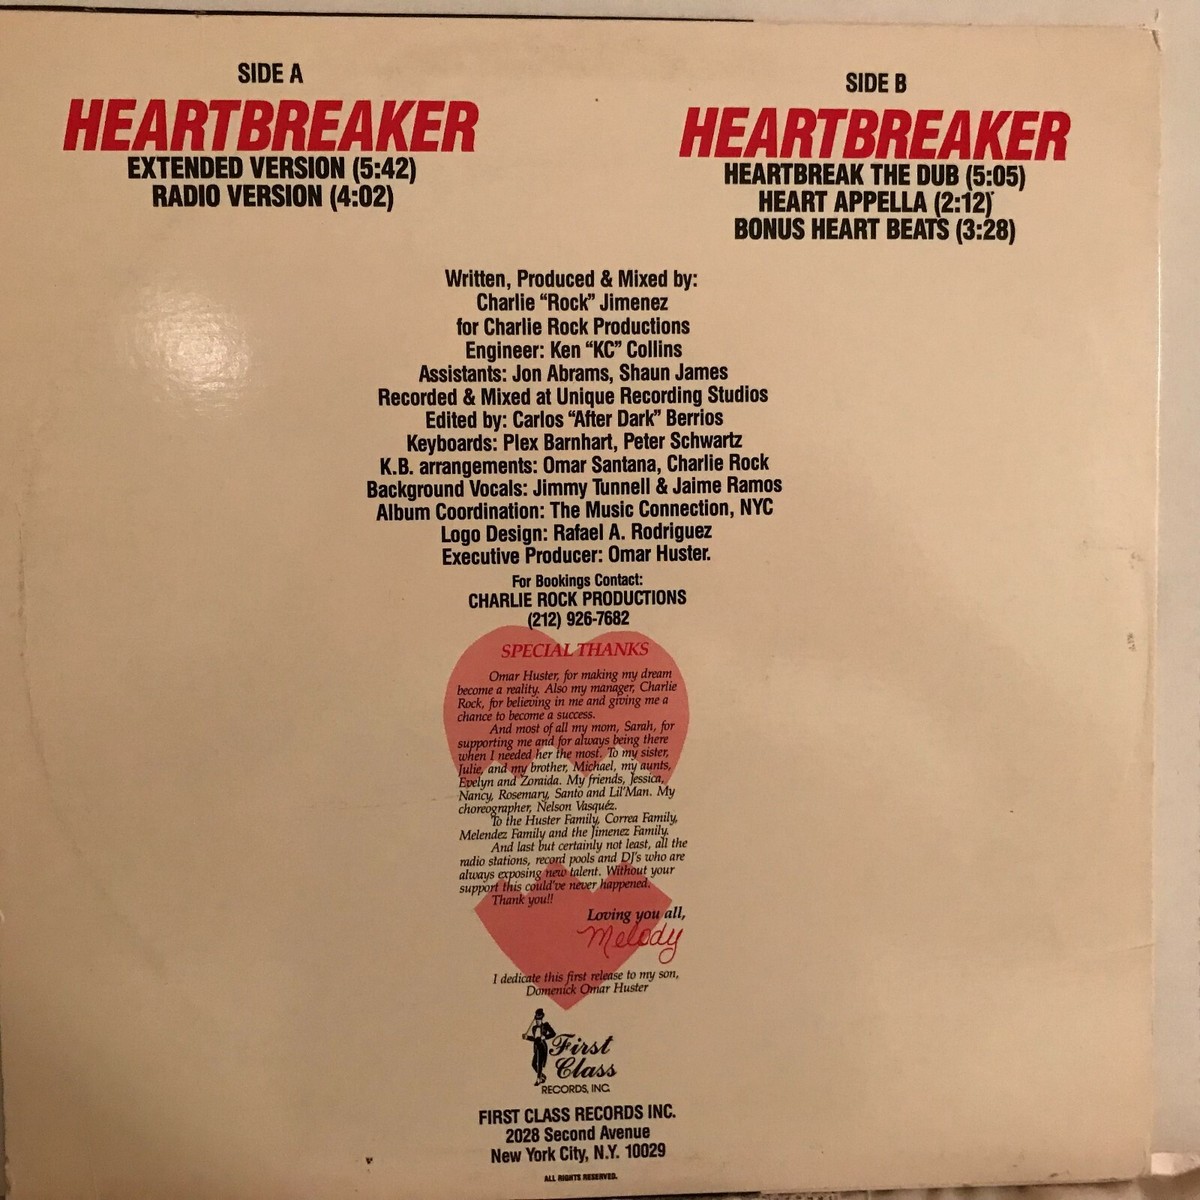 SIDE A
HEARTBREAKER
EXTENDED VERSION (5:42)
RADIO VERSION (4:02)
SIDE B
HEARTBREAKER
HEARTBREAK THE DUB (5:05)
HEART APPELLA (2:12)
BONUS HEART BEATS (3:28)
Written, Produced & Mixed by:
Charlie “Rock” Jimenez
for Charlie Rock Productions
Engineer: Ken “KC” Collins
Assistants: Jon Abrams, Shaun James
Recorded & Mixed at Unique Recording Studios
Edited by: Carlos “After Dark” Berrios
Keyboards: Plex Barnhart, Peter Schwartz
K.B. arrangements: Omar Santana, Charlie Rock
Background Vocals: Jimmy Tunnell & Jaime Ramos
Album Coordination: The Music Connection, NYC
Logo Design: Rafael A. Rodriguez
Executive Producer: Omar Huster.
For Bookings Contact:
CHARLIE ROCK PRODUCTIONS
(212) 926-7682
SPECIAL THANKS
Omar Huster, for making my dream
become a reality. Also my manager, Charlie
Rock, for believing in me and giving me a
chance to become a success.
And most of all my mom, Sarah, for
supporting me and for always being there
when I needed her the most. To my sister,
Julie, and my brother, Michael, my aunts,
Evelyn and Zoraida. My friends, Jessica,
Nancy, Rosemary, Santo and Lil'Man. My
choreographer, Nelson Vasquéz.
To the Huster Family, Correa Family,
Melendez Family and the Jimenez Family.
And last but certainly not least, all the
radio stations, record pools and DJ's who are
always exposing new talent. Without your
support this could've never happened.
Thank you!!
Loving you all,
Melody
I dedicate this first release to my son,
Domenick Omar Huster
First
Class
RECORDS, INC.
FIRST CLASS RECORDS INC.
2028 Second Avenue
New York City, N.Y. 10029
ALL RIGHTS RESERVED.